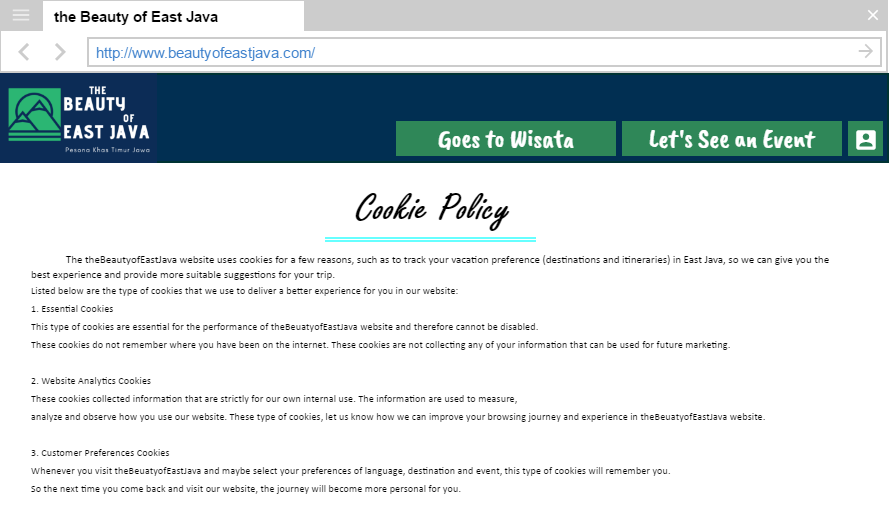 the Beauty of East Java
http://www.beautyofeastjava.com/
THE
BEAUTY
OF
EAST JAVA
Pesona Khas Timur Jawa
Goes to Wisata
Let's See an Event
Cookie Policy
The theBeautyofEastJava website uses cookies for a few reasons, such as to track your vacation preference (destinations and itineraries) in East Java, so we can give you the
best experience and provide more suitable suggestions for your trip.
Listed below are the type of cookies that we use to deliver a better experience for you in our website:
1. Essential Cookies
This type of cookies are essential for the performance of theBeuatyofEastJava website and therefore cannot be disabled.
These cookies do not remember where you have been on the internet. These cookies are not collecting any of your information that can be used for future marketing.
2. Website Analytics Cookies
These cookies collected information that are strictly for our own internal use. The information are used to measure,
analyze and observe how you use our website. These type of cookies, let us know how we can improve your browsing journey and experience in theBeuatyofEastJava website.
3. Customer Preferences Cookies
Whenever you visit theBeuatyofEastJava and maybe select your preferences of language, destination and event, this type of cookies will remember you.
So the next time you come back and visit our website, the journey will become more personal for you.